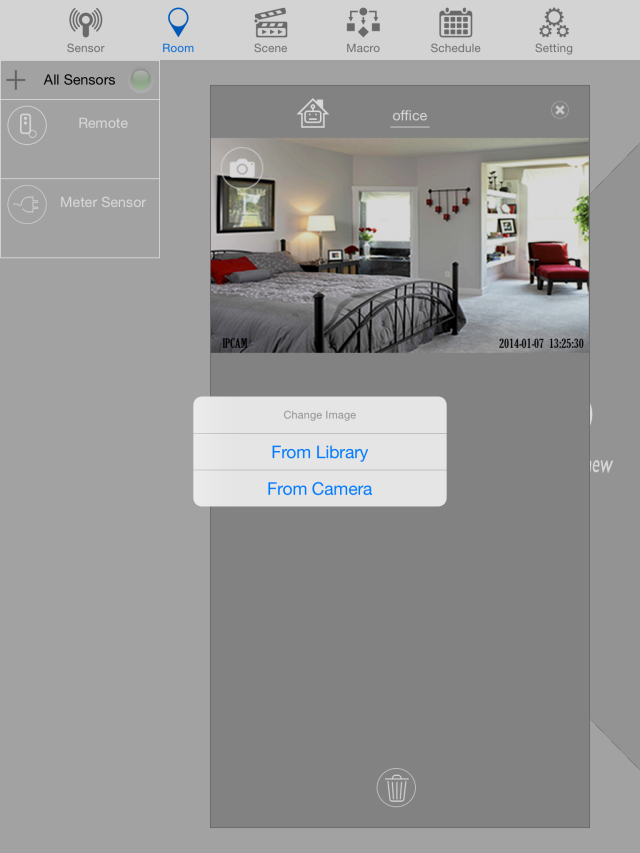 Sensor
Room
Scene
Macro
Schedule
Setting
All Sensors
Remote
Meter Sensor
office
IPCAM
2014-01-07 13:25:30
Change Image
From Library
From Camera